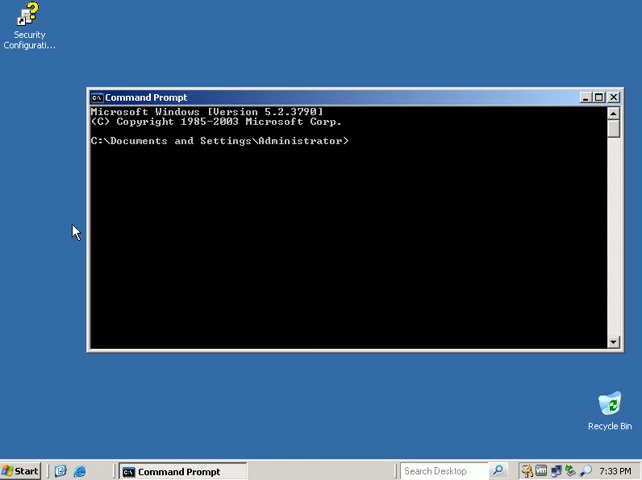 Security
Configurati...
Command Prompt
Microsoft Windows [Version 5.2.3790]
(C) Copyright 1985-2003 Microsoft Corp.
C:\Documents and Settings\Administrator>
Recycle Bin
Start
Command Prompt
Search Desktop
7:33 PM